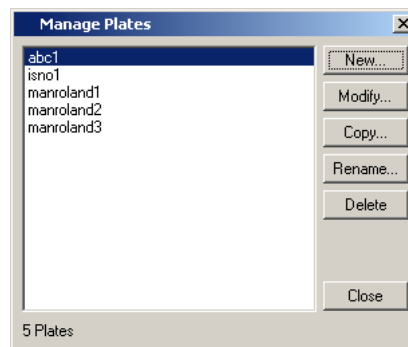 Manage Plates
abc1
isno1
manroland1
manroland2
manroland3
New...
Modify...
Copy...
Rename...
Delete
Close
5 Plates